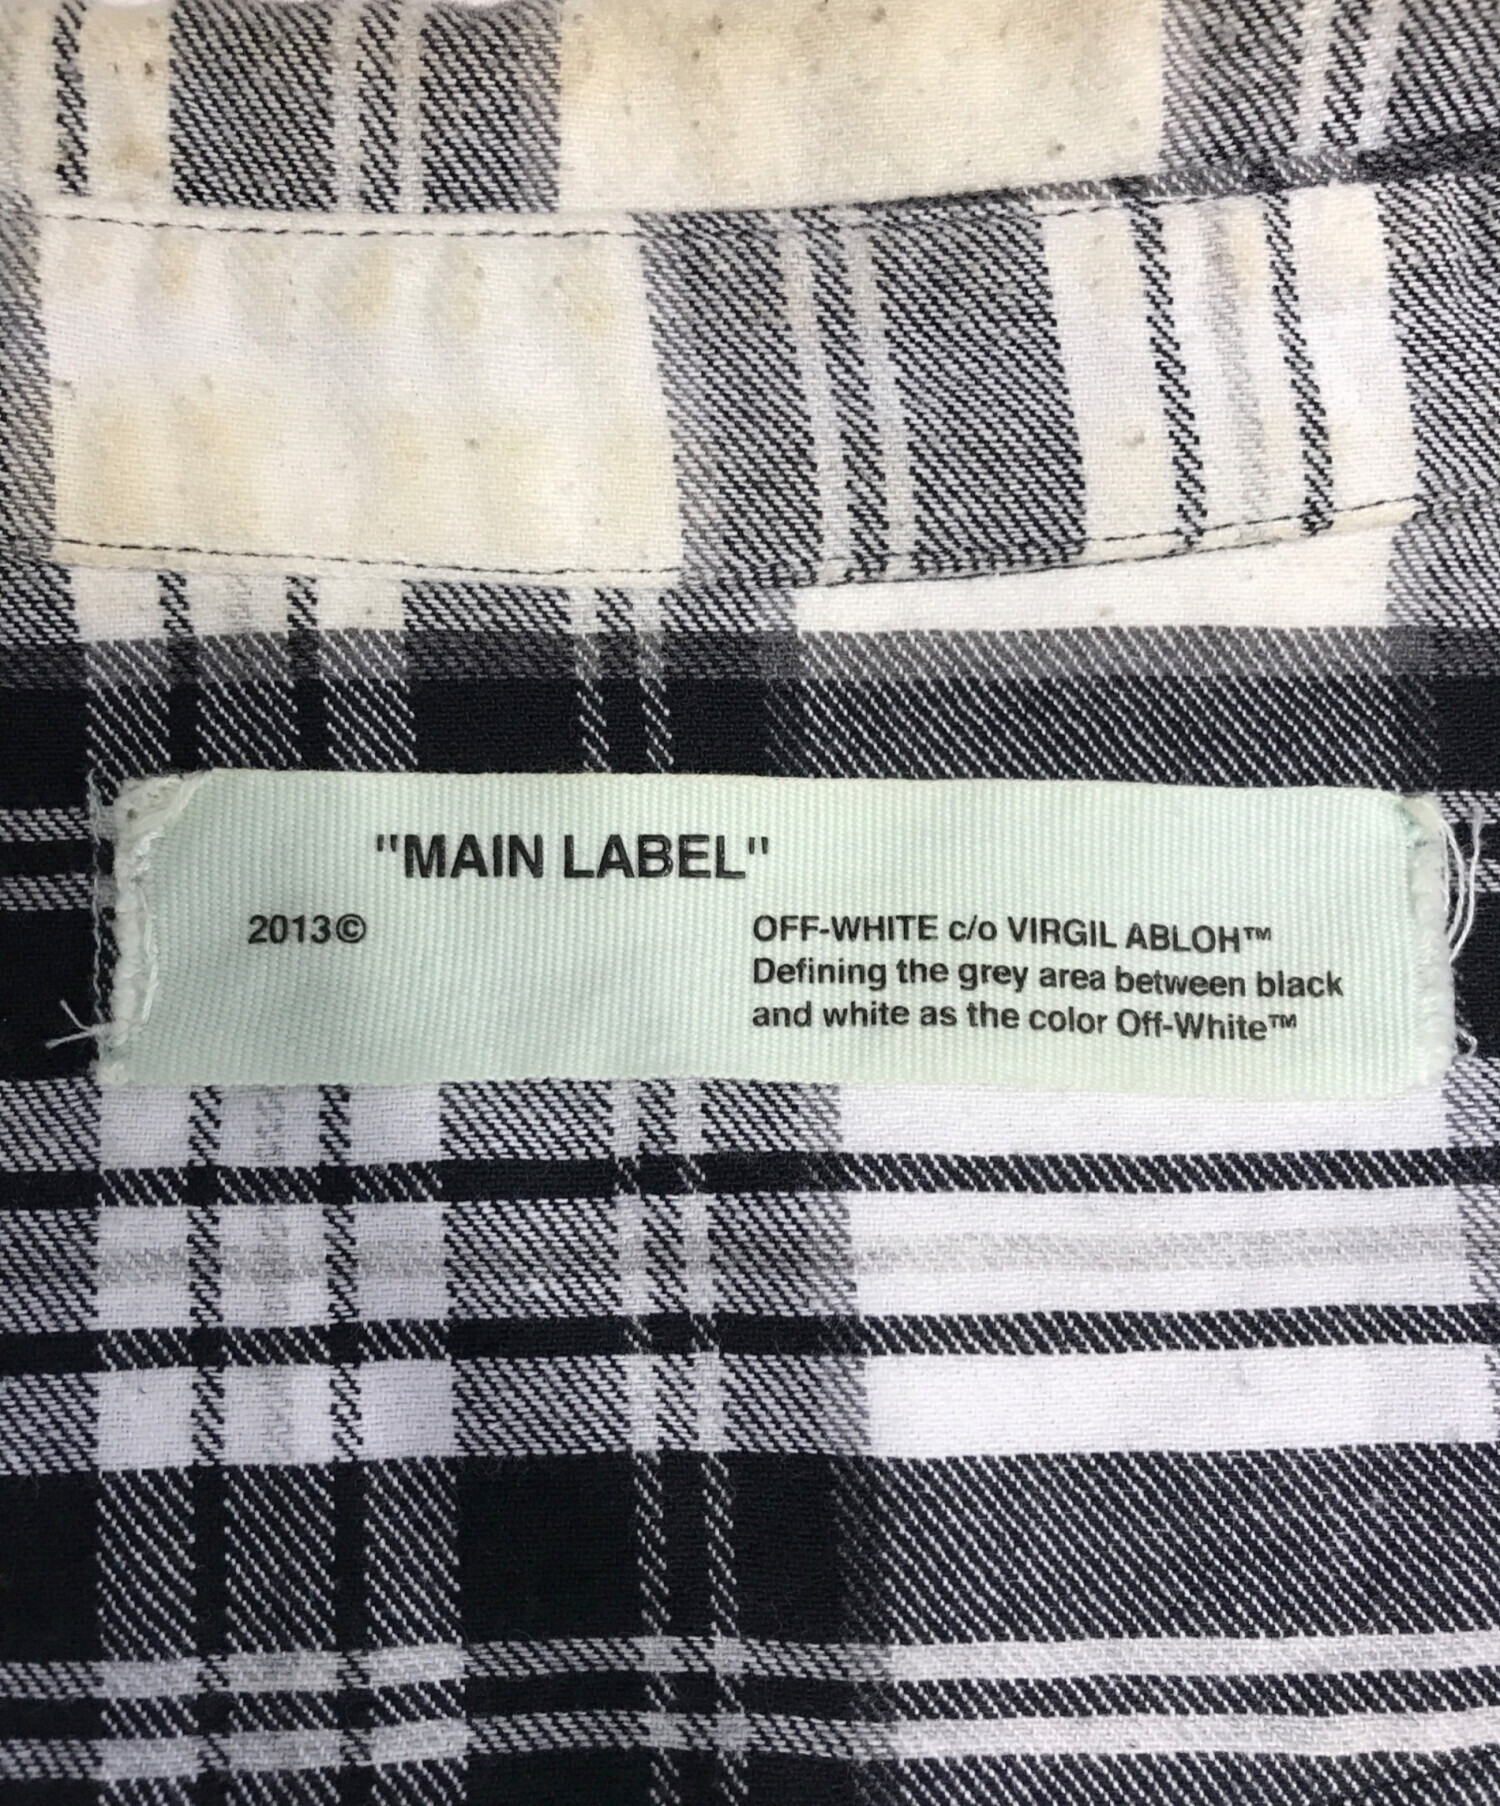 "MAIN LABEL"
2013©
OFF-WHITE c/o VIRGIL ABLOH™
Defining the grey area between black
and white as the color Off-White™